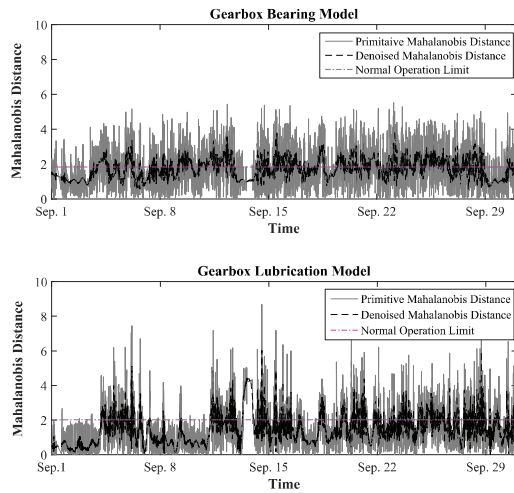 Gearbox Bearing Model
10
8
6
4
2
0
Mahalanobis Distance
Primitaive Mahalanobis Distance
Denoised Mahalanobis Distance
Normal Operation Limit
Sep. 1
Sep. 8
Sep. 15
Sep. 22
Sep. 29
Time
Gearbox Lubrication Model
10
8
6
4
2
0
Mahalanobis Distance
Primitive Mahalanobis Distance
Denoised Mahalanobis Distance
Normal Operation Limit
Sep.1
Sep. 8
Sep. 15
Sep. 22
Sep. 29
Time